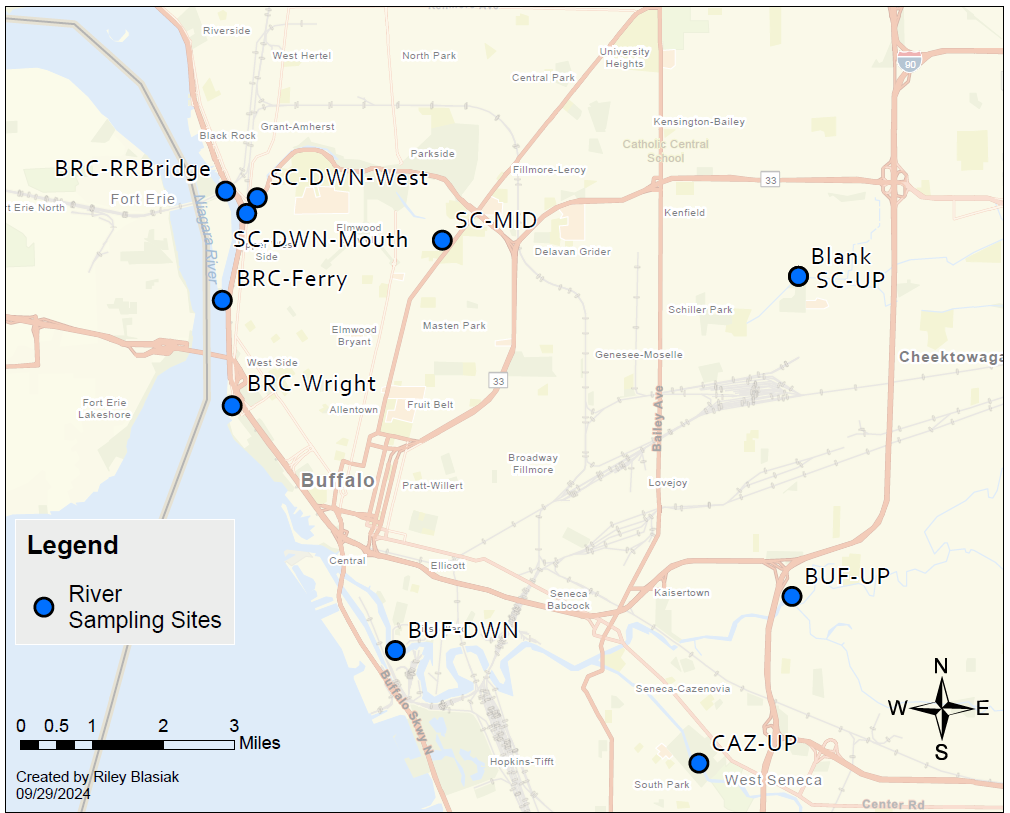 Riverside
West Hertel
North Park
University
Heights
Central Park
90
Black Rock
Grant-Amherst
Kensington-Bailey
Parkside
Catholic Central
School
BRC-RRBridge
SC-DWN-West
Fillmore-Leroy
33
Fort Erie
rt Erie North
Niagara River
SC-MID
Kenfield
Elmwood
SC-DWN-Mouth
Side
Delavan Grider
Blank
SC-UP
BRC-Ferry
Schiller Park
Elmwood
Bryant
Masten Park
Genesee-Moselle
Cheektowaga
West Side
BRC-Wright
33
Fort Erie
Lakeshore
Allentown
Fruit Belt
Bailey Ave
Broadway
Fillmore
Buffalo
Pratt-Willert
Lovejoy
Legend
River
Sampling Sites
Central
Ellicott
Seneca
Babcock
Kaisertown
BUF-UP
BUF-DWN
Buffalo Skwy N
Seneca-Cazenovia
N
W
E
S
0 0.5 1 2 3
Miles
CAZ-UP
Hopkins-Tifft
South Park
West Seneca
Center Rd
Created by Riley Blasiak
09/29/2024